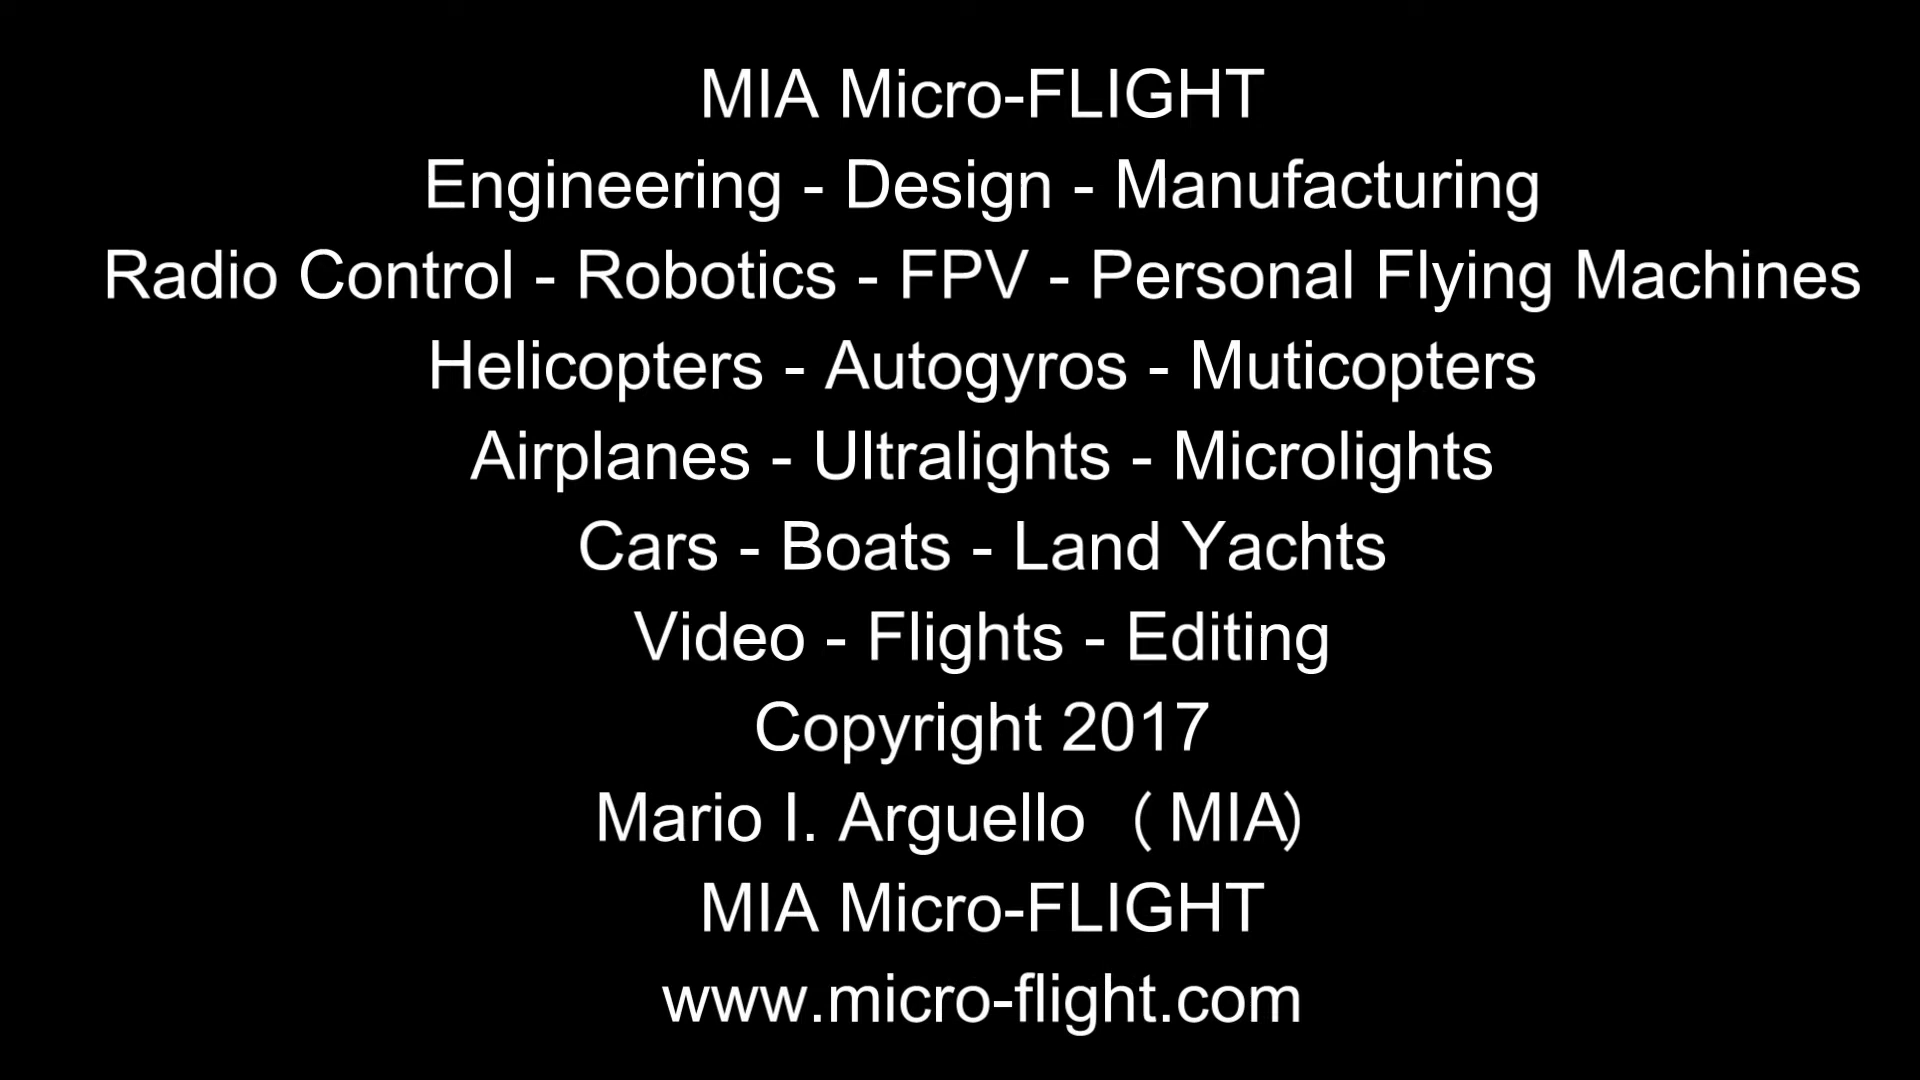 MIA Micro-FLIGHT
Engineering - Design - Manufacturing
Radio Control - Robotics - FPV - Personal Flying Machines
Helicopters - Autogyros - Muticopters
Airplanes - Ultralights - Microlights
Cars - Boats - Land Yachts
Video - Flights - Editing
Copyright 2017
Mario I. Arguello ( MIA)
MIA Micro-FLIGHT
www.micro-flight.com